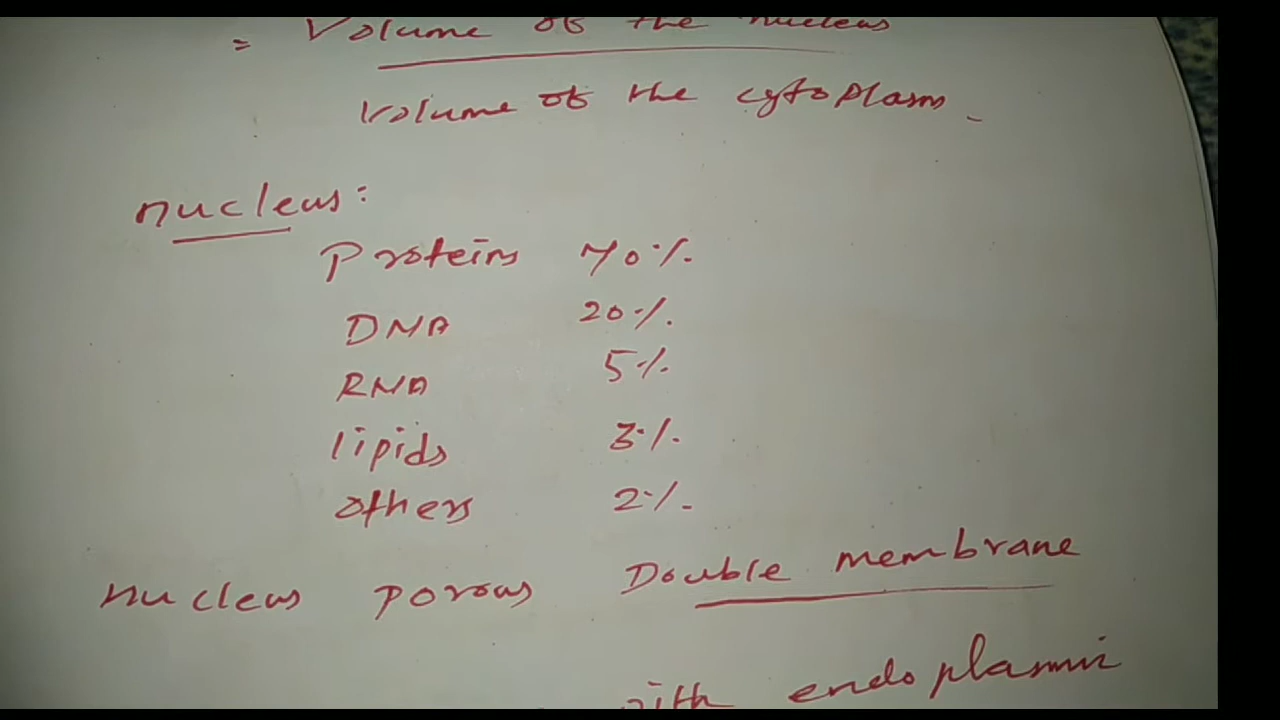 = Volume of the nucleus
Volume of the cytoplasm
nucleus:
Proteins 70%
DNA 20%
RNA 5%
lipids 3%
others 2%
nucleus porous Double membrane
with endoplasmic